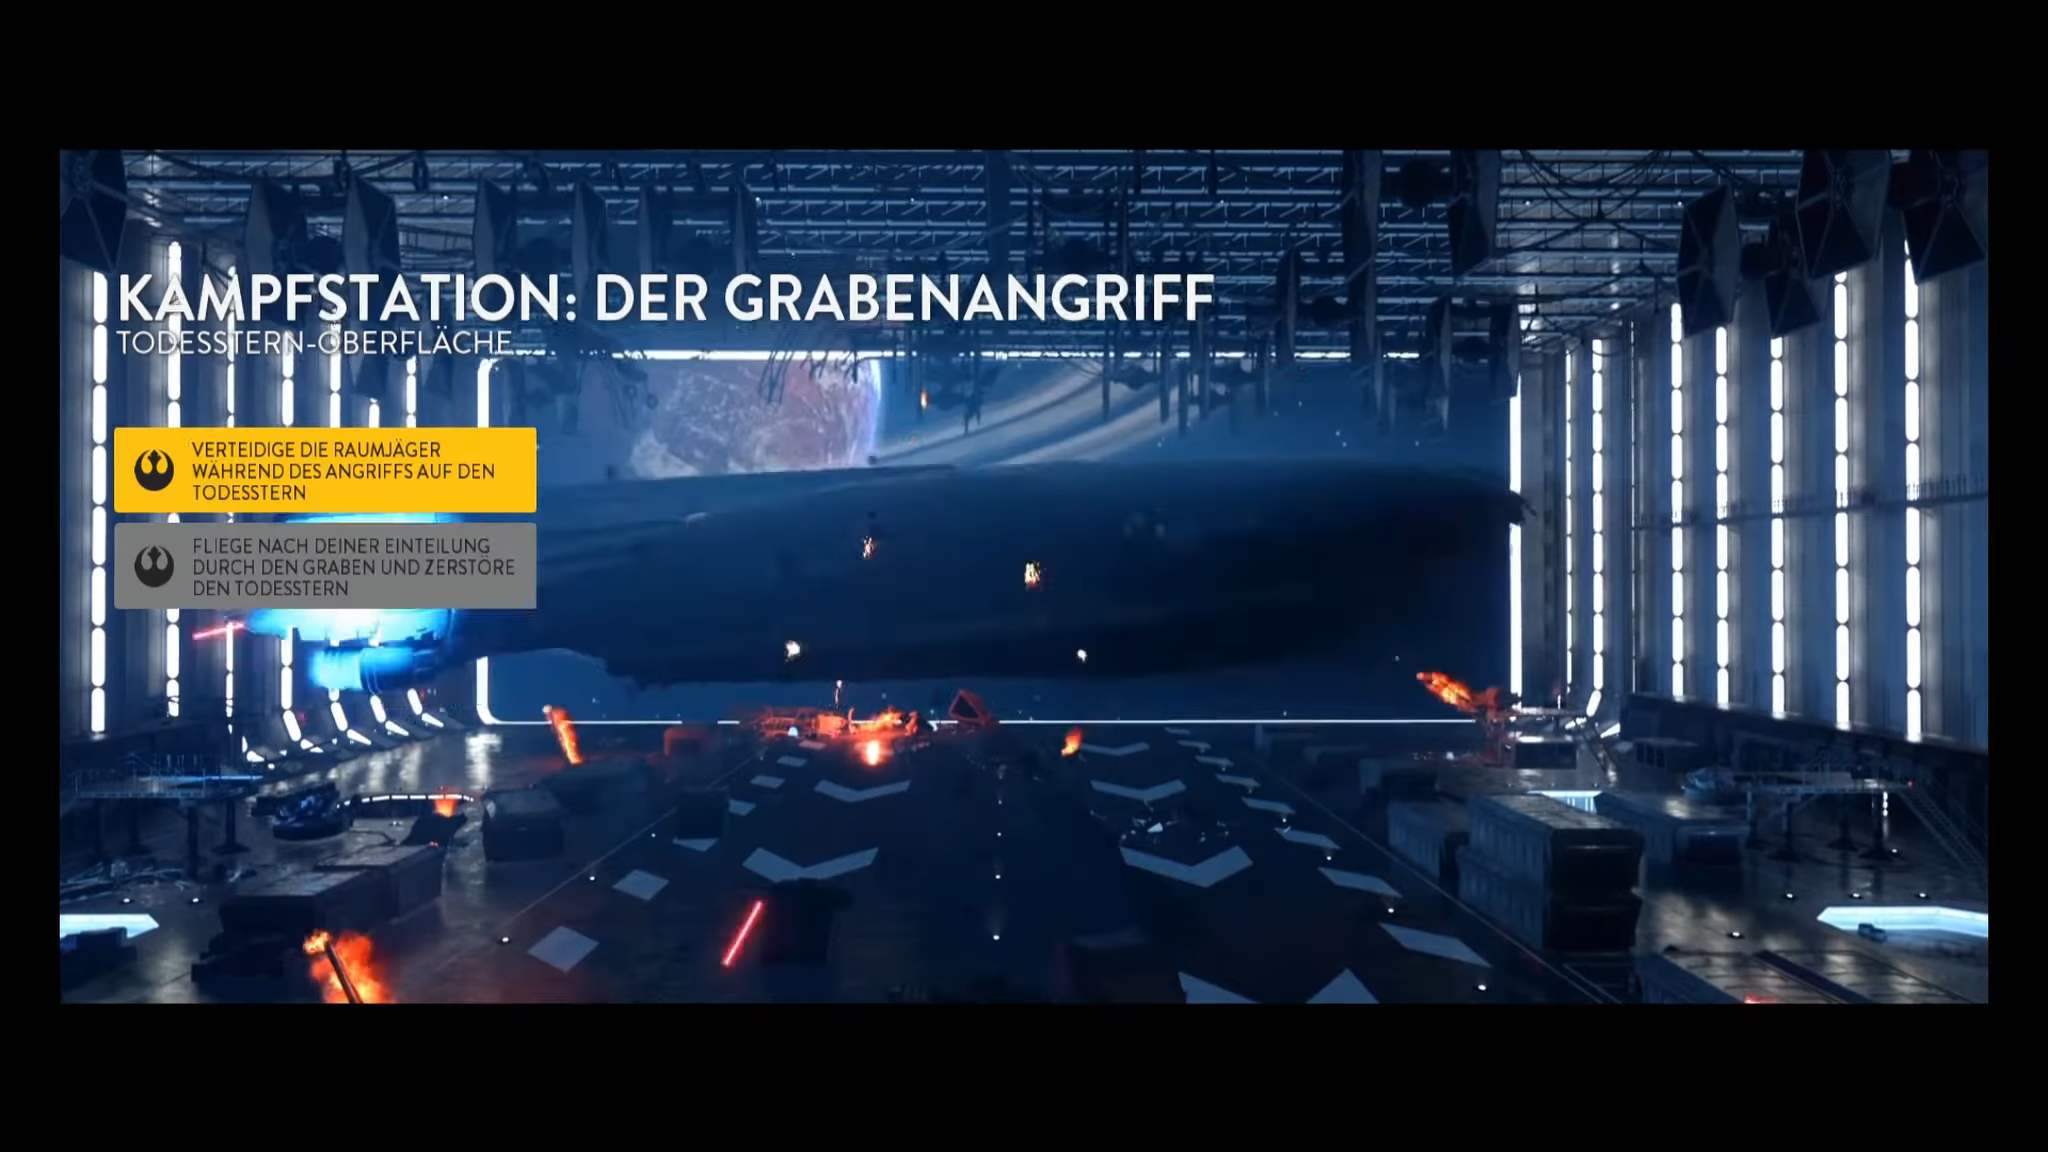 KAMPFSTATION: DER GRABENANGRIFF
TODESSTERN-OBERFLÄCHE
VERTEIDIGE DIE RAUMJÄGER
WÄHREND DES ANGRIFFS AUF DEN
TODESSTERN
FLIEGE NACH DEINER EINTEILUNG
DURCH DEN GRABEN UND ZERSTÖRE
DEN TODESSTERN